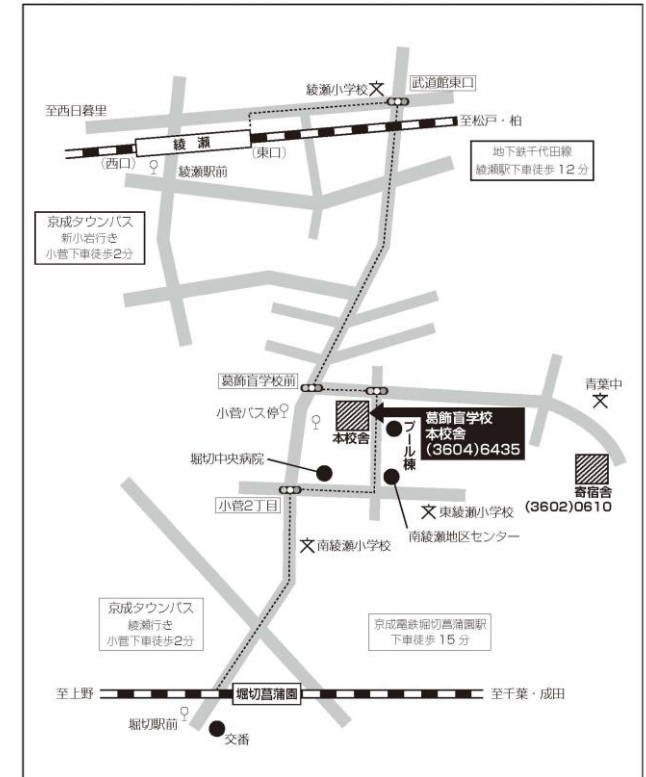 綾瀬小学校
武道館東口
至西日暮里
至松戸・柏
綾瀬
(西口)
(東口)
綾瀬駅前
地下鉄千代田線
綾瀬駅下車徒歩12分
京成タウンバス
新小岩行き
小菅下車徒歩2分
葛飾盲学校前
青葉中
小菅バス停
本校舎
プール棟
葛飾盲学校
本校舎
(3604)6435
堀切中央病院
寄宿舎
(3602)0610
小菅2丁目
東綾瀬小学校
南綾瀬地区センター
南綾瀬小学校
京成タウンバス
綾瀬行き
小菅下車徒歩2分
京成電鉄堀切菖蒲園駅
下車徒歩15分
至上野
堀切菖蒲園
至千葉・成田
堀切駅前
交番